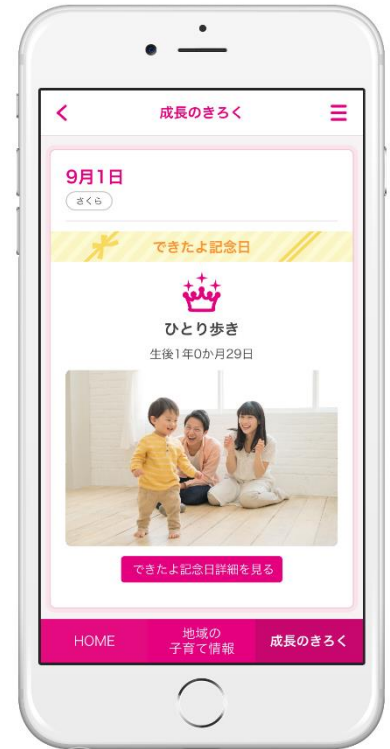 成長のきろく
9月1日
さくら
できたよ記念日
ひとり歩き
生後1年0か月29日
できたよ記念日詳細を見る
HOME
地域の
子育て情報
成長のきろく